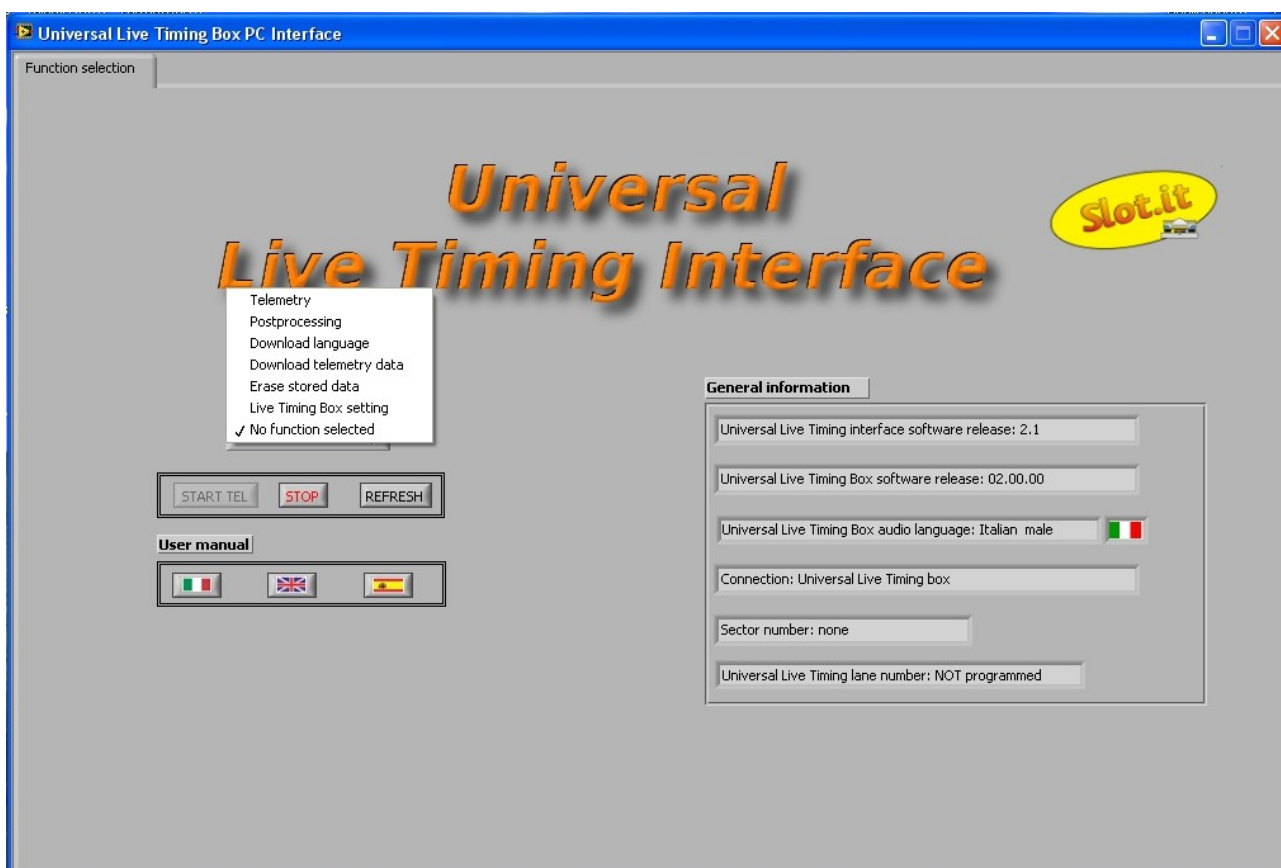 Universal Live Timing Box PC Interface
Function selection
Universal
Live Timing Interface
Slot.it
Telemetry
Postprocessing
Download language
Download telemetry data
Erase stored data
Live Timing Box setting
No function selected
START TEL STOP REFRESH
User manual
General information
Universal Live Timing interface software release: 2.1
Universal Live Timing Box software release: 02.00.00
Universal Live Timing Box audio language: Italian male
Connection: Universal Live Timing box
Sector number: none
Universal Live Timing lane number: NOT programmed